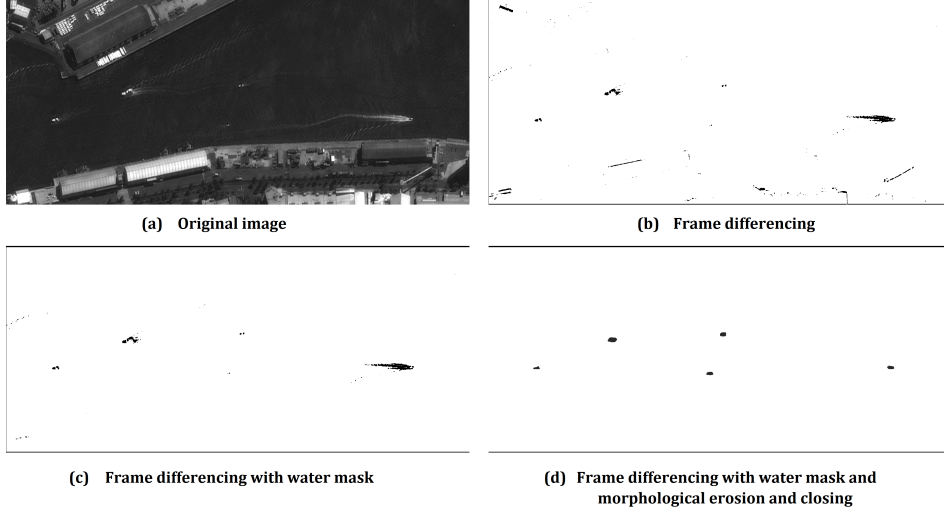 (a) Original image
(b) Frame differencing
(c) Frame differencing with water mask
(d) Frame differencing with water mask and
morphological erosion and closing